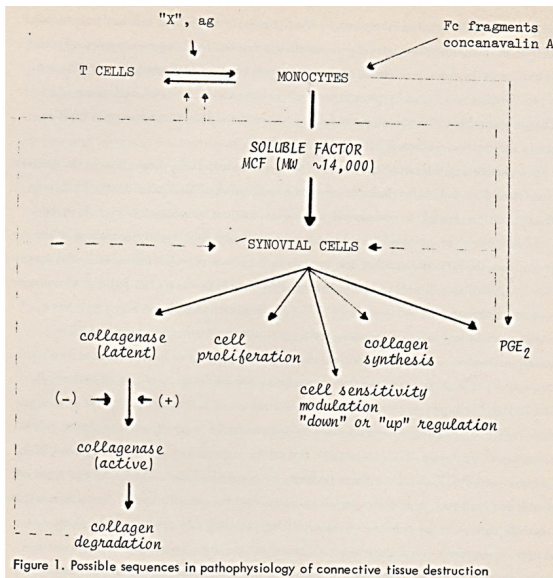 "X", ag
Fc fragments
concanavalin A
T CELLS
MONOCYTES
SOLUBLE FACTOR
MCF (MW ~14,000)
SYNOVIAL CELLS
collagenase
(latent)
cell
proliferation
collagen
synthesis
PGE2
cell sensitivity
modulation
"down" or "up" regulation
(-)
(+)
collagenase
(active)
collagen
degradation
Figure 1. Possible sequences in pathophysiology of connective tissue destruction